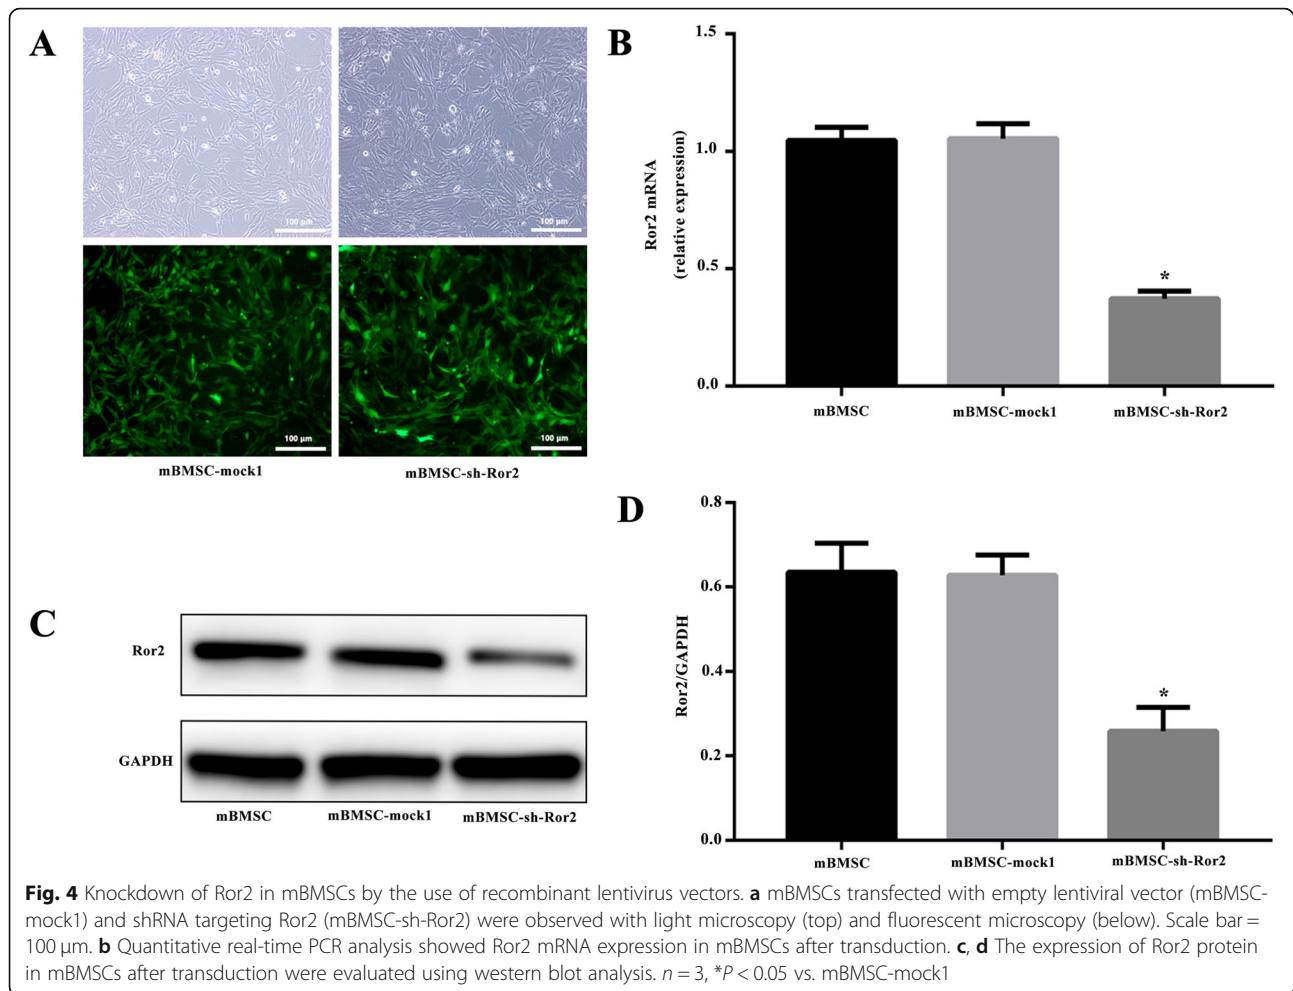 A
100 µm
100 µm
100 µm
100 µm
mBMSC-mock1
mBMSC-sh-Ror2
B
Ror2 mRNA
(relative expression)
1.5
1.0
0.5
0.0
*
mBMSC
mBMSC-mock1
mBMSC-sh-Ror2
C
Ror2
GAPDH
mBMSC
mBMSC-mock1
mBMSC-sh-Ror2
D
Ror2/GAPDH
0.8
0.6
0.4
0.2
0.0
*
mBMSC
mBMSC-mock1
mBMSC-sh-Ror2
Fig. 4 Knockdown of Ror2 in mBMSCs by the use of recombinant lentivirus vectors. a mBMSCs transfected with empty lentiviral vector (mBMSC-
mock1) and shRNA targeting Ror2 (mBMSC-sh-Ror2) were observed with light microscopy (top) and fluorescent microscopy (below). Scale bar =
100 µm. b Quantitative real-time PCR analysis showed Ror2 mRNA expression in mBMSCs after transduction. c, d The expression of Ror2 protein
in mBMSCs after transduction were evaluated using western blot analysis. n = 3, *P < 0.05 vs. mBMSC-mock1